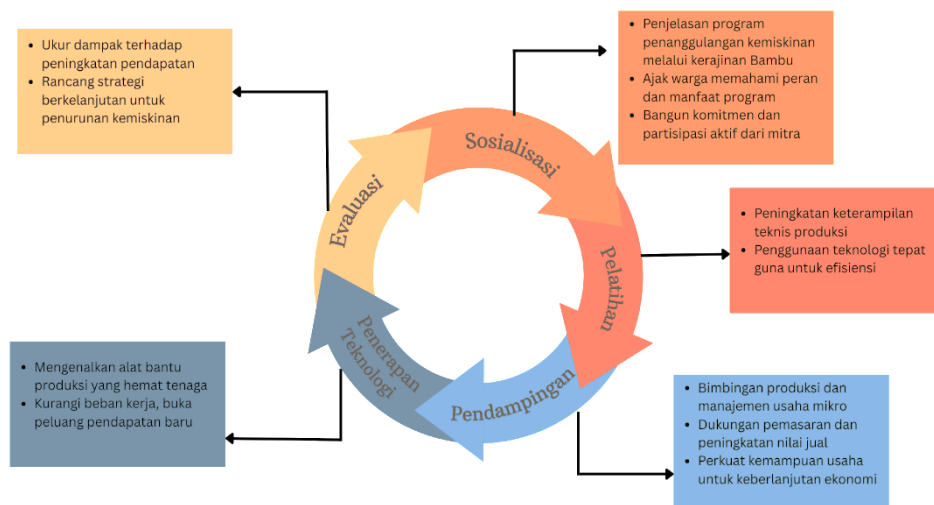 • Ukur dampak terhadap
peningkatan pendapatan
• Rancang strategi
berkelanjutan untuk
penurunan kemiskinan
• Penjelasan program
penanggulangan kemiskinan
melalui kerajinan Bambu
• Ajak warga memahami peran
dan manfaat program
• Bangun komitmen dan
partisipasi aktif dari mitra
Sosialisasi
Evaluasi
• Peningkatan keterampilan
teknis produksi
• Penggunaan teknologi tepat
guna untuk efisiensi
Pelatihan
Penerapan
Teknologi
Pendampingan
• Mengenalkan alat bantu
produksi yang hemat tenaga
• Kurangi beban kerja, buka
peluang pendapatan baru
• Bimbingan produksi dan
manajemen usaha mikro
• Dukungan pemasaran dan
peningkatan nilai jual
• Perkuat kemampuan usaha
untuk keberlanjutan ekonomi